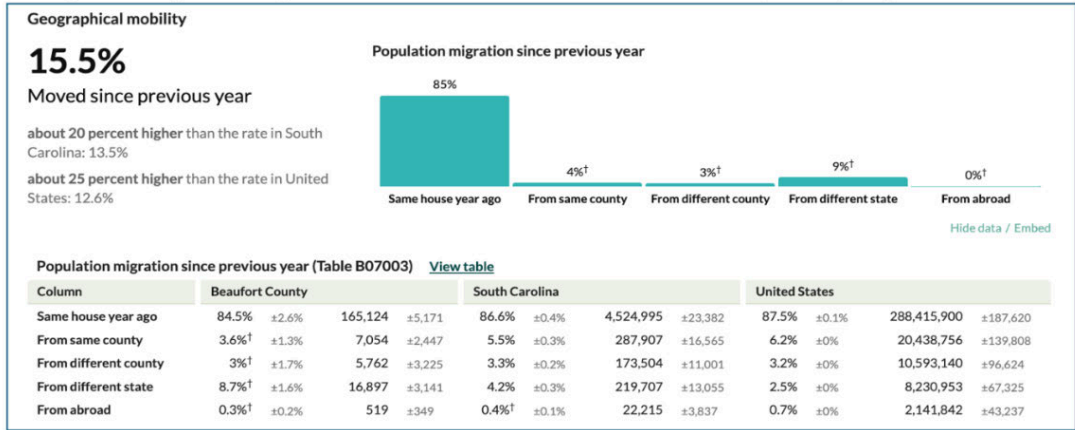 Geographical mobility
15.5%
Moved since previous year
about 20 percent higher than the rate in South
Carolina: 13.5%
about 25 percent higher than the rate in United
States: 12.6%
Population migration since previous year
85%
4%†
3%†
9%†
0%†
Same house year ago From same county From different county From different state From abroad
Hide data / Embed
Population migration since previous year (Table B07003) View table
Column Beaufort County South Carolina United States
Same house year ago 84.5% ±2.6% 165,124 ±5,171 86.6% ±0.4% 4,524,995 ±23,382 87.5% ±0.1% 288,415,900 ±187,620
From same county 3.6%† ±1.3% 7,054 ±2,447 5.5% ±0.3% 287,907 ±16,565 6.2% ±0% 20,438,756 ±139,808
From different county 3%† ±1.7% 5,762 ±3,225 3.3% ±0.2% 173,504 ±11,001 3.2% ±0% 10,593,140 ±96,624
From different state 8.7%† ±1.6% 16,897 ±3,141 4.2% ±0.3% 219,707 ±13,055 2.5% ±0% 8,230,953 ±67,325
From abroad 0.3%† ±0.2% 519 ±349 0.4%† ±0.1% 22,215 ±3,837 0.7% ±0% 2,141,842 ±43,237